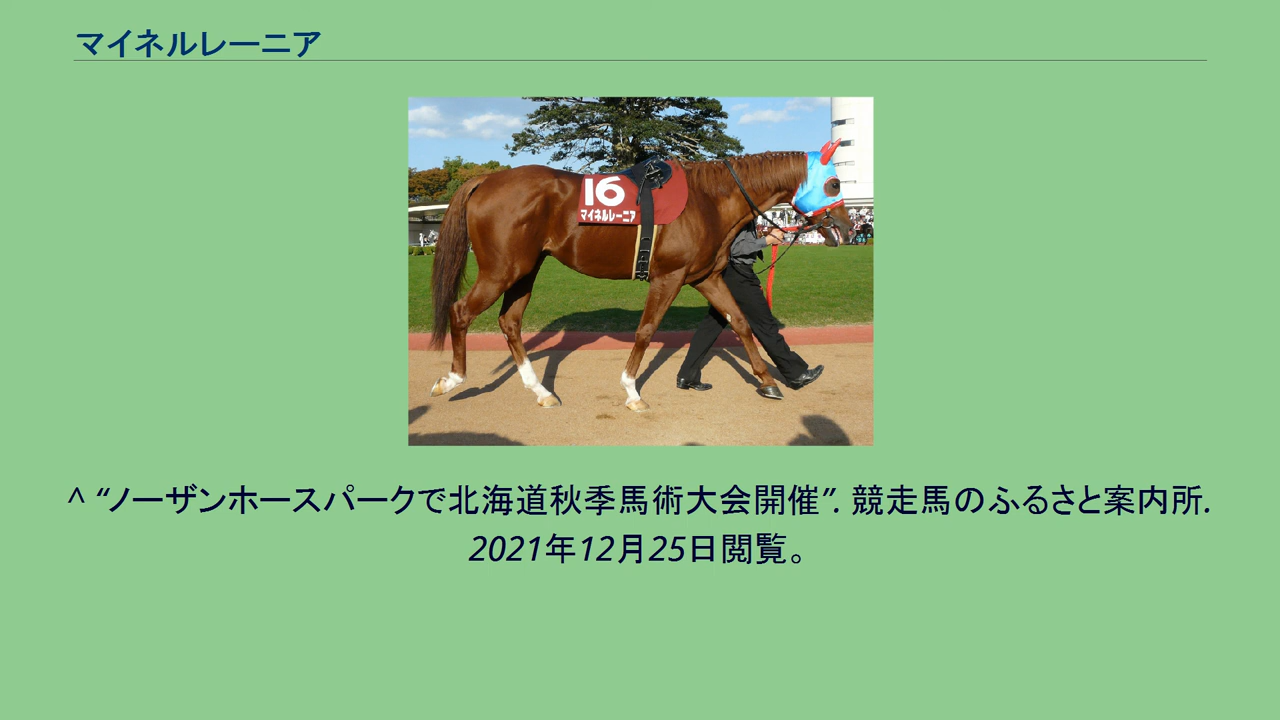 マイネルレーニア
16
マイネルレーニア
^ “ノーザンホースパークで北海道秋季馬術大会開催”. 競走馬のふるさと案内所.
2021年12月25日閲覧。